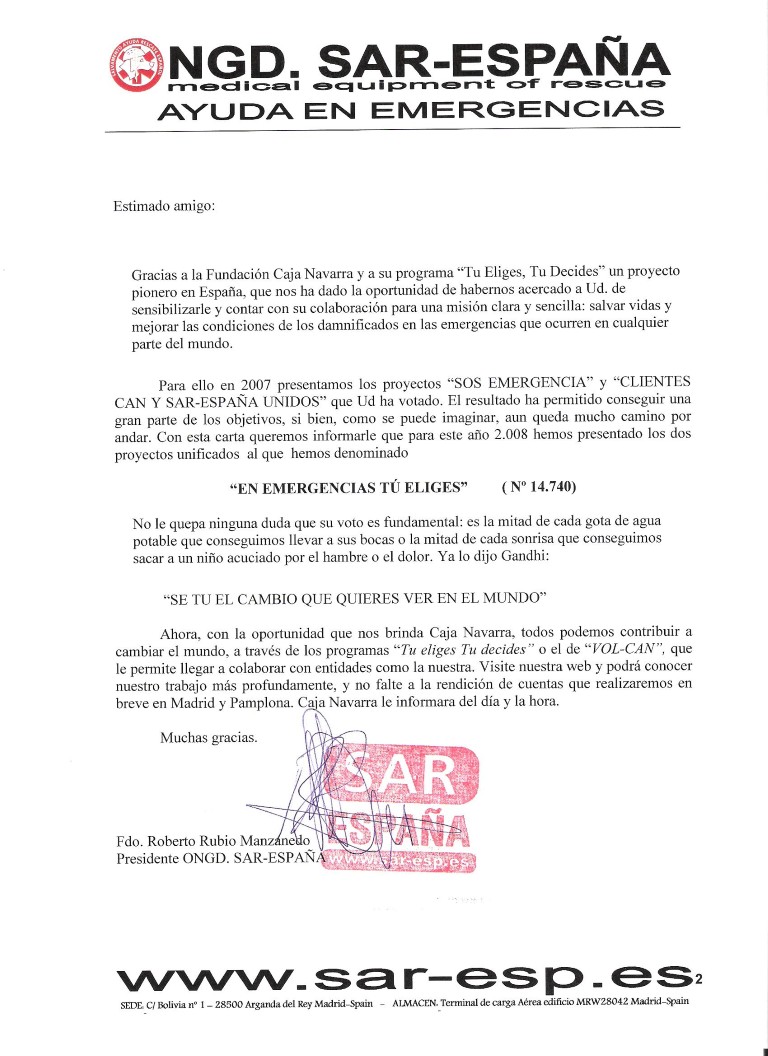 ONGD. SAR-ESPAÑA
medical equipment of rescue
AYUDA EN EMERGENCIAS
Estimado amigo:
Gracias a la Fundación Caja Navarra y a su programa “Tu Eliges, Tu Decides” un proyecto
pionero en España, que nos ha dado la oportunidad de habernos acercado a Ud. de
sensibilizarle y contar con su colaboración para una misión clara y sencilla: salvar vidas y
mejorar las condiciones de los damnificados en las emergencias que ocurren en cualquier
parte del mundo.
Para ello en 2007 presentamos los proyectos “SOS EMERGENCIA” y “CLIENTES
CAN Y SAR-ESPAÑA UNIDOS” que Ud ha votado. El resultado ha permitido conseguir una
gran parte de los objetivos, si bien, como se puede imaginar, aun queda mucho camino por
andar. Con esta carta queremos informarle que para este año 2.008 hemos presentado los dos
proyectos unificados al que hemos denominado
“EN EMERGENCIAS TÚ ELIGES” ( Nº 14.740)
No le quepa ninguna duda que su voto es fundamental: es la mitad de cada gota de agua
potable que conseguimos llevar a sus bocas o la mitad de cada sonrisa que conseguimos
sacar a un niño acuciado por el hambre o el dolor. Ya lo dijo Gandhi:
“SE TU EL CAMBIO QUE QUIERES VER EN EL MUNDO”
Ahora, con la oportunidad que nos brinda Caja Navarra, todos podemos contribuir a
cambiar el mundo, a través de los programas “Tu eliges Tu decides” o el de “VOL-CAN”, que
le permite llegar a colaborar con entidades como la nuestra. Visite nuestra web y podrá conocer
nuestro trabajo más profundamente, y no falte a la rendición de cuentas que realizaremos en
breve en Madrid y Pamplona. Caja Navarra le informara del día y la hora.
Muchas gracias.
SAR
ESPAÑA
www.sar-esp.es
Fdo. Roberto Rubio Manzanedo
Presidente ONGD. SAR-ESPAÑA
www.sar-esp.es 2
SEDE. C/ Bolivia nº 1 – 28500 Arganda del Rey Madrid-Spain – ALMACEN. Terminal de carga Aérea edificio MRW28042 Madrid-Spain